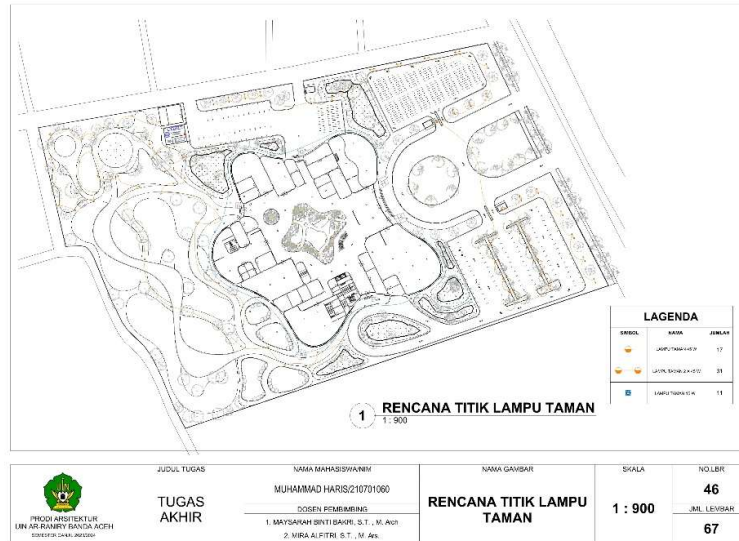 LAGENDA
SIMBOL NAMA JUMLAH
17
31
11
1 RENCANA TITIK LAMPU TAMAN
1 : 900
PRODI ARSITEKTUR
UIN AR-RANIRY BANDA ACEH
JUDUL TUGAS
TUGAS
AKHIR
NAMA MAHASISWA/NIM
MUHAMMAD HARIS/210701060
DOSEN PEMBIMBING
1. MAYSARAH BINTI BAKRI, S.T. , M. Arch
2. MIRA ALFITRI, S.T. , M. Ars.
NAMA GAMBAR
RENCANA TITIK LAMPU
TAMAN
SKALA
1 : 900
NO.LBR
46
JML. LEMBAR
67